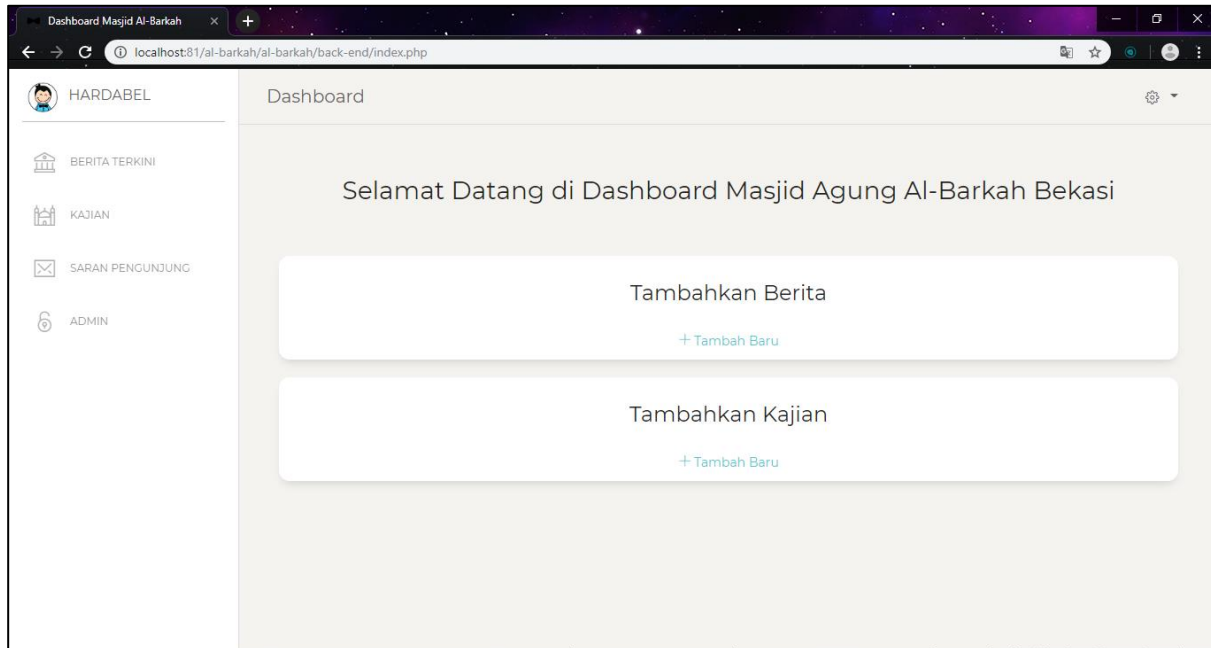 Dashboard Masjid Al-Barkah
localhost:81/al-barkah/al-barkah/back-end/index.php
HARDABEL
Dashboard
BERITA TERKINI
KAJIAN
SARAN PENGUNJUNG
ADMIN
Selamat Datang di Dashboard Masjid Agung Al-Barkah Bekasi
Tambahkan Berita
+ Tambah Baru
Tambahkan Kajian
+ Tambah Baru